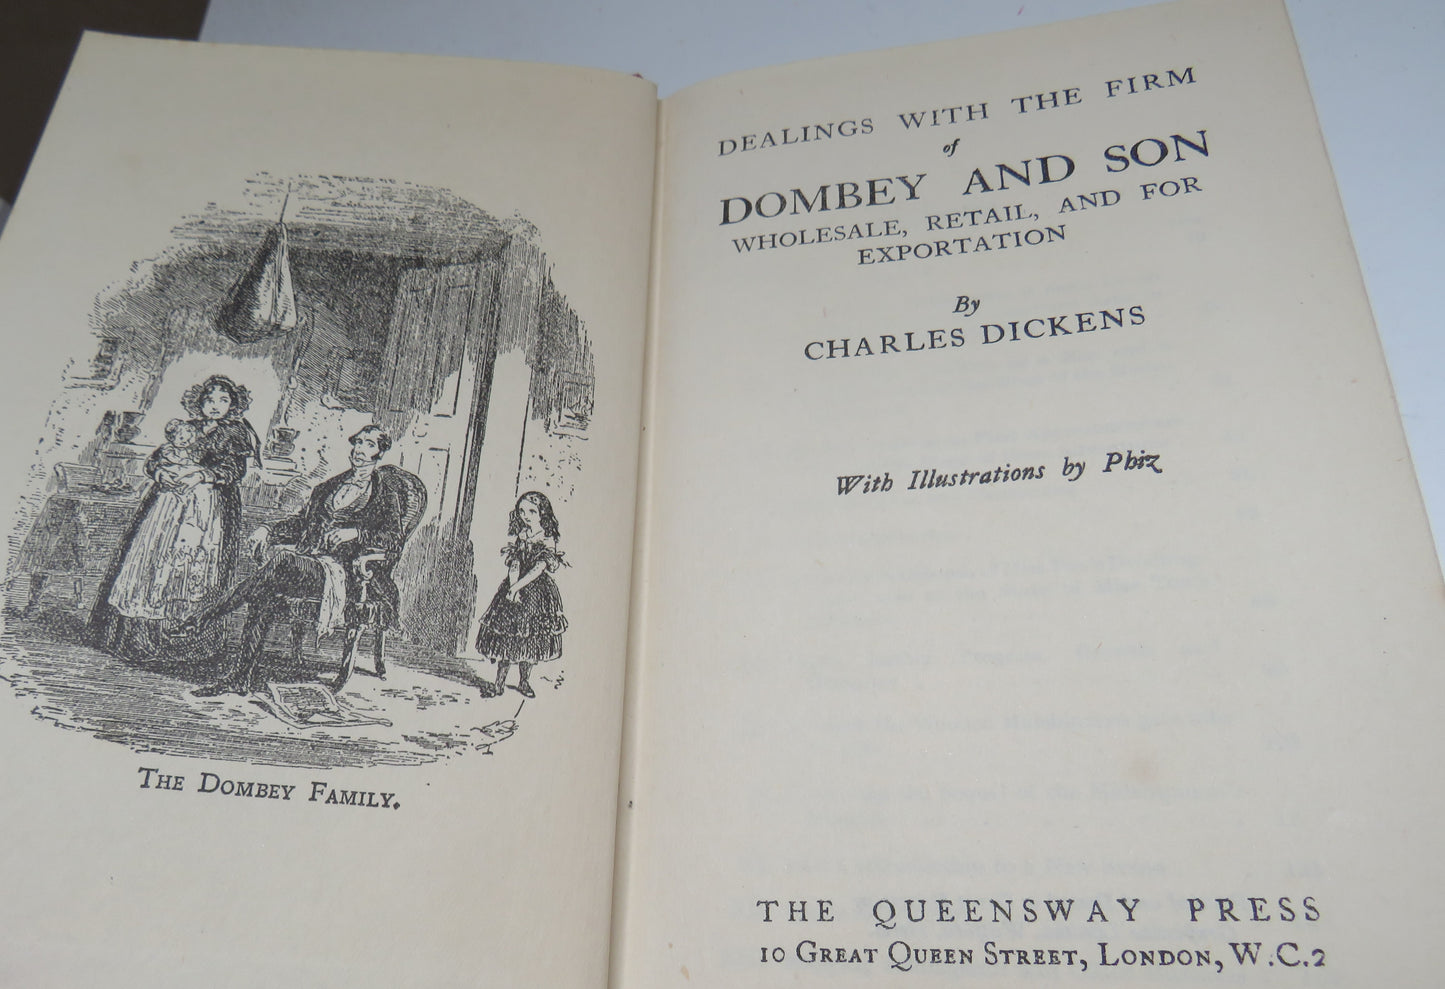 THE DOMBEY FAMILY.
DEALINGS WITH THE FIRM
of
DOMBEY AND SON
WHOLESALE, RETAIL, AND FOR
EXPORTATION
By
CHARLES DICKENS
With Illustrations by Phiz
THE QUEENSWAY PRESS
10 GREAT QUEEN STREET, LONDON, W.C.2